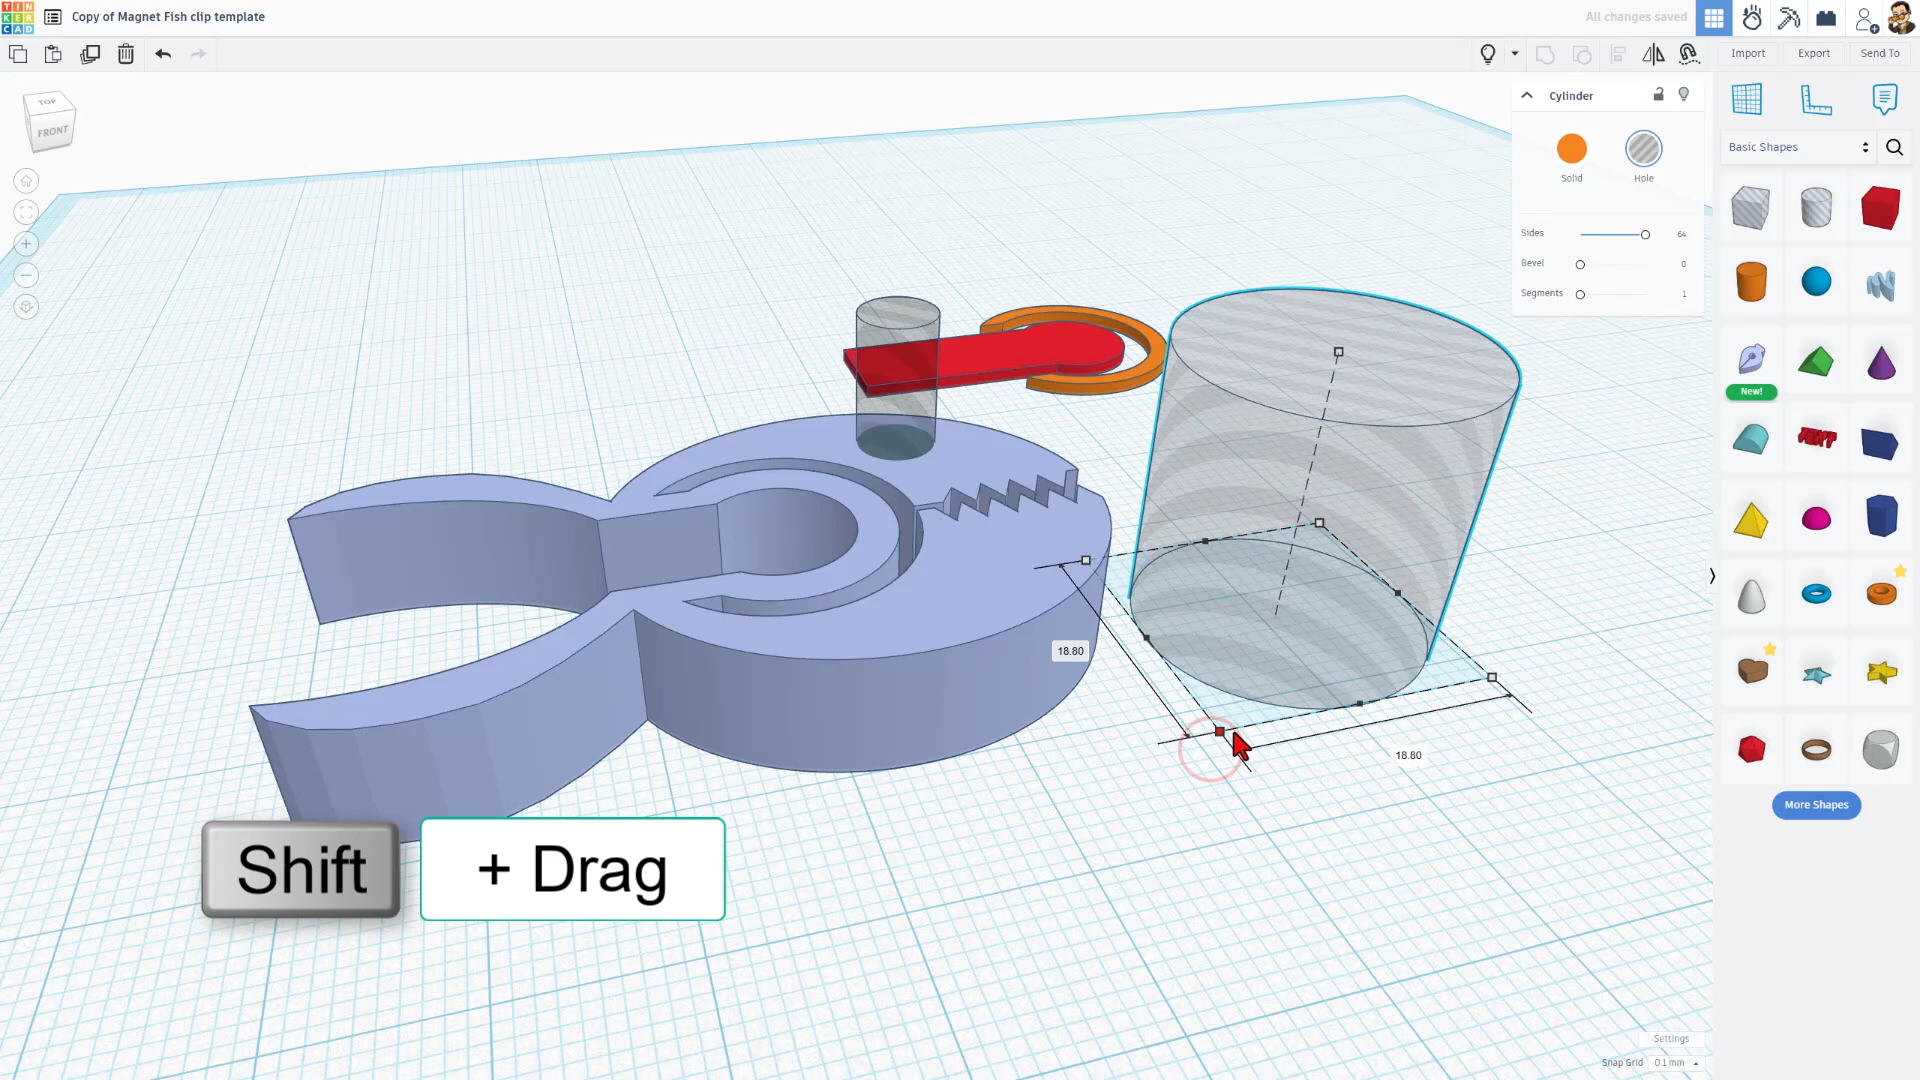 TIN
KER
CAD
Copy of Magnet Fish clip template
All changes saved
Import
Export
Send To
TOP
FRONT
Cylinder
Solid
Hole
Sides
64
Bevel
0
Segments
1
Basic Shapes
New!
TEXT
More Shapes
18.80
18.80
Shift
+ Drag
Settings
Snap Grid
0.1 mm